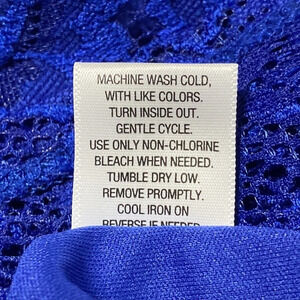 MACHINE WASH COLD,
WITH LIKE COLORS.
TURN INSIDE OUT.
GENTLE CYCLE.
USE ONLY NON-CHLORINE
BLEACH WHEN NEEDED.
TUMBLE DRY LOW.
REMOVE PROMPTLY.
COOL IRON ON
REVERSE IF NEEDED